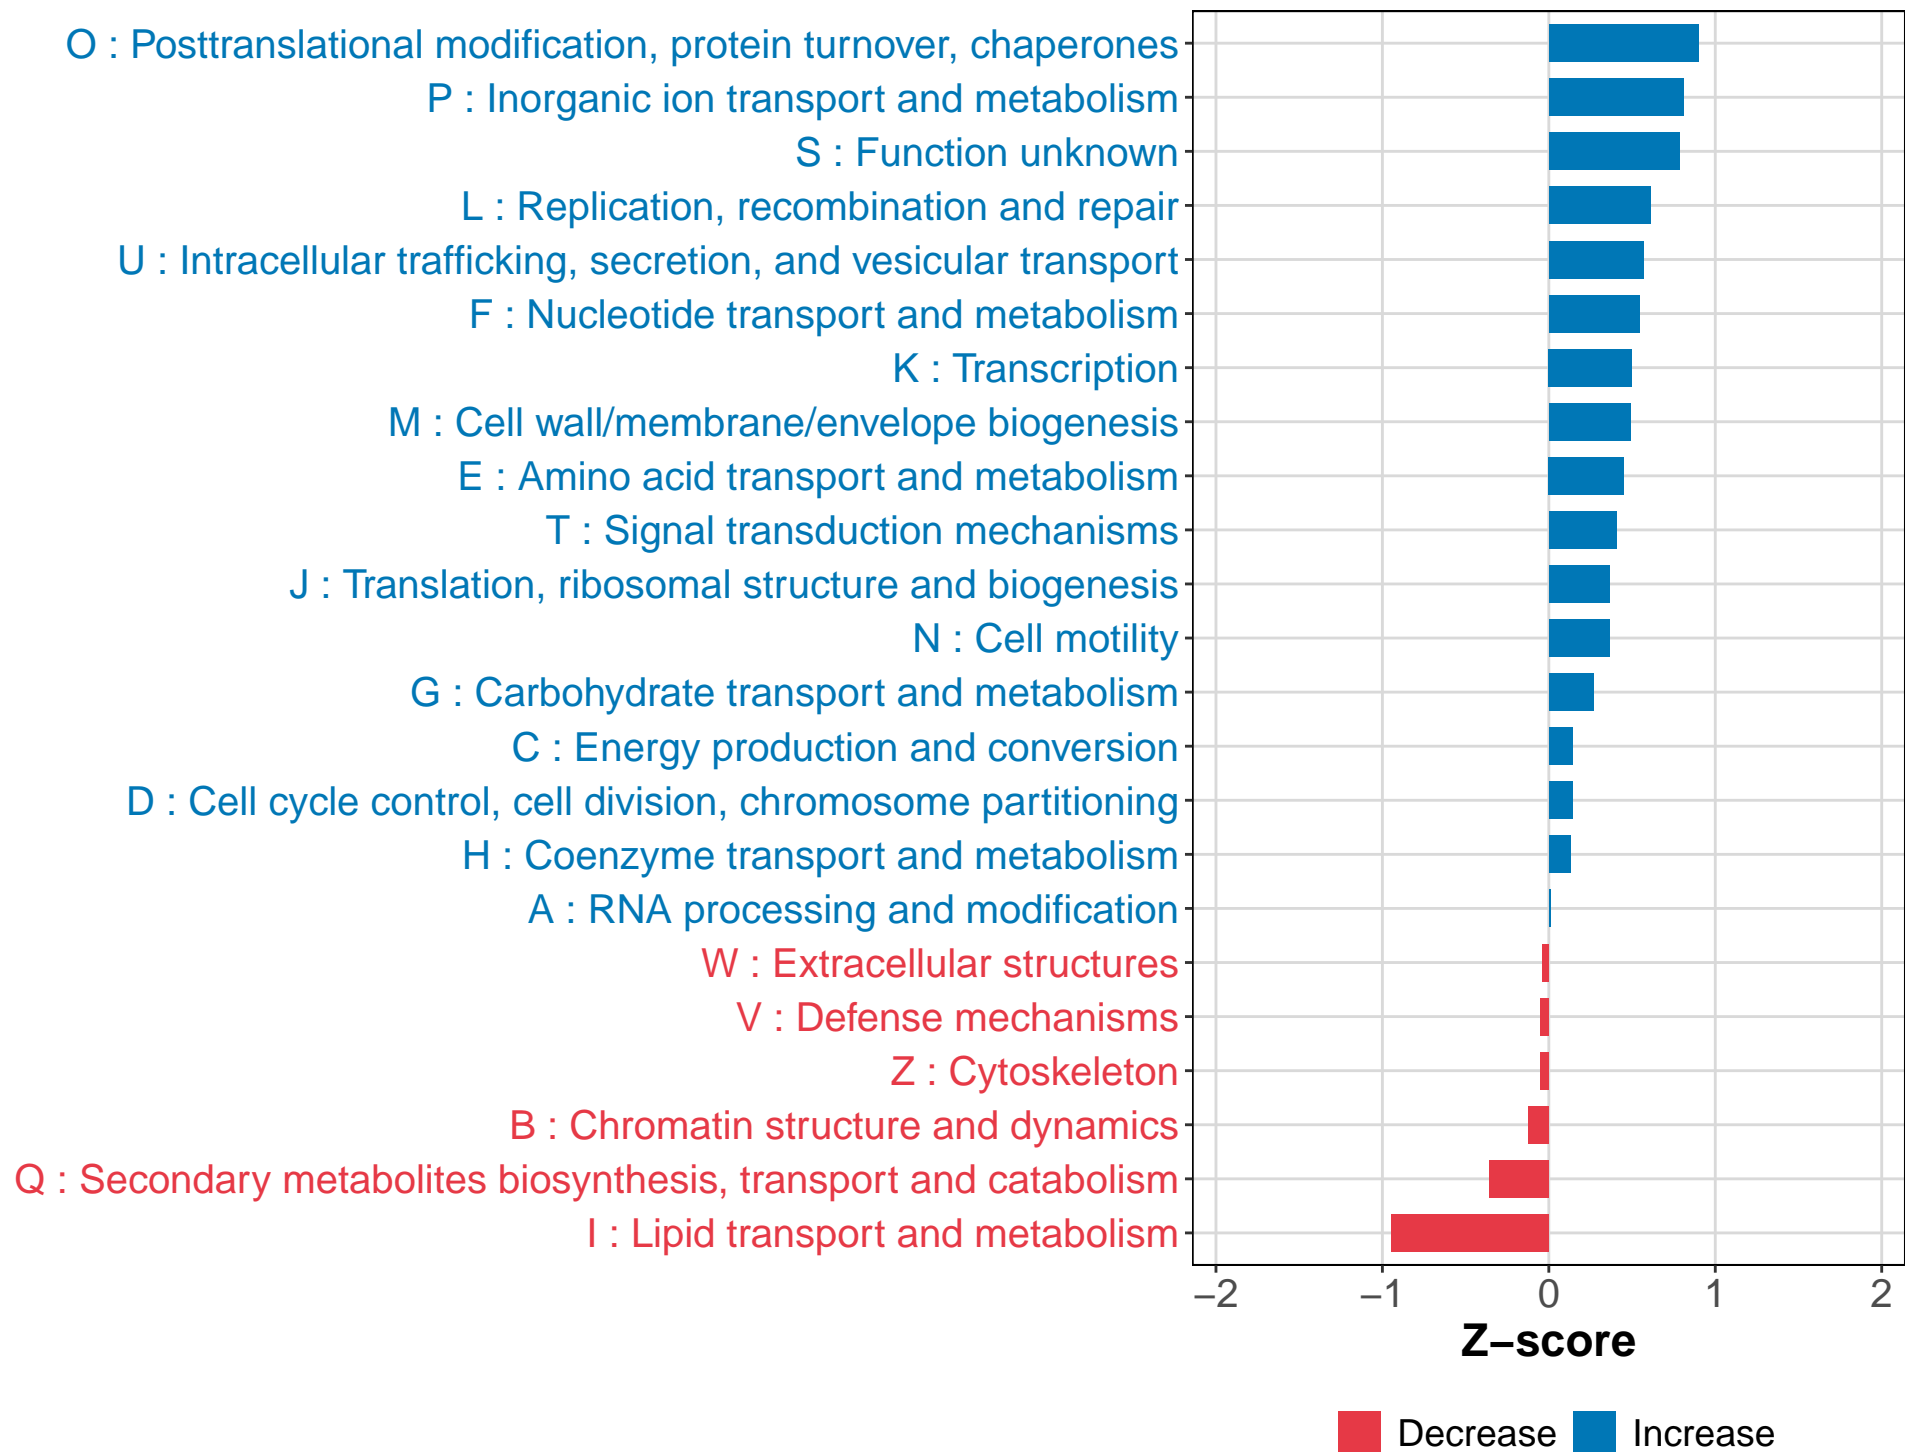 O : Posttranslational modification, protein turnover, chaperones
P : Inorganic ion transport and metabolism
S : Function unknown
L : Replication, recombination and repair
U : Intracellular trafficking, secretion, and vesicular transport
F : Nucleotide transport and metabolism
K : Transcription
M : Cell wall/membrane/envelope biogenesis
E : Amino acid transport and metabolism
T : Signal transduction mechanisms
J : Translation, ribosomal structure and biogenesis
N : Cell motility
G : Carbohydrate transport and metabolism
C : Energy production and conversion
D : Cell cycle control, cell division, chromosome partitioning
H : Coenzyme transport and metabolism
A : RNA processing and modification
W : Extracellular structures
V : Defense mechanisms
Z : Cytoskeleton
B : Chromatin structure and dynamics
Q : Secondary metabolites biosynthesis, transport and catabolism
I : Lipid transport and metabolism
−2 −1 0 1 2
Z−score
Decrease Increase